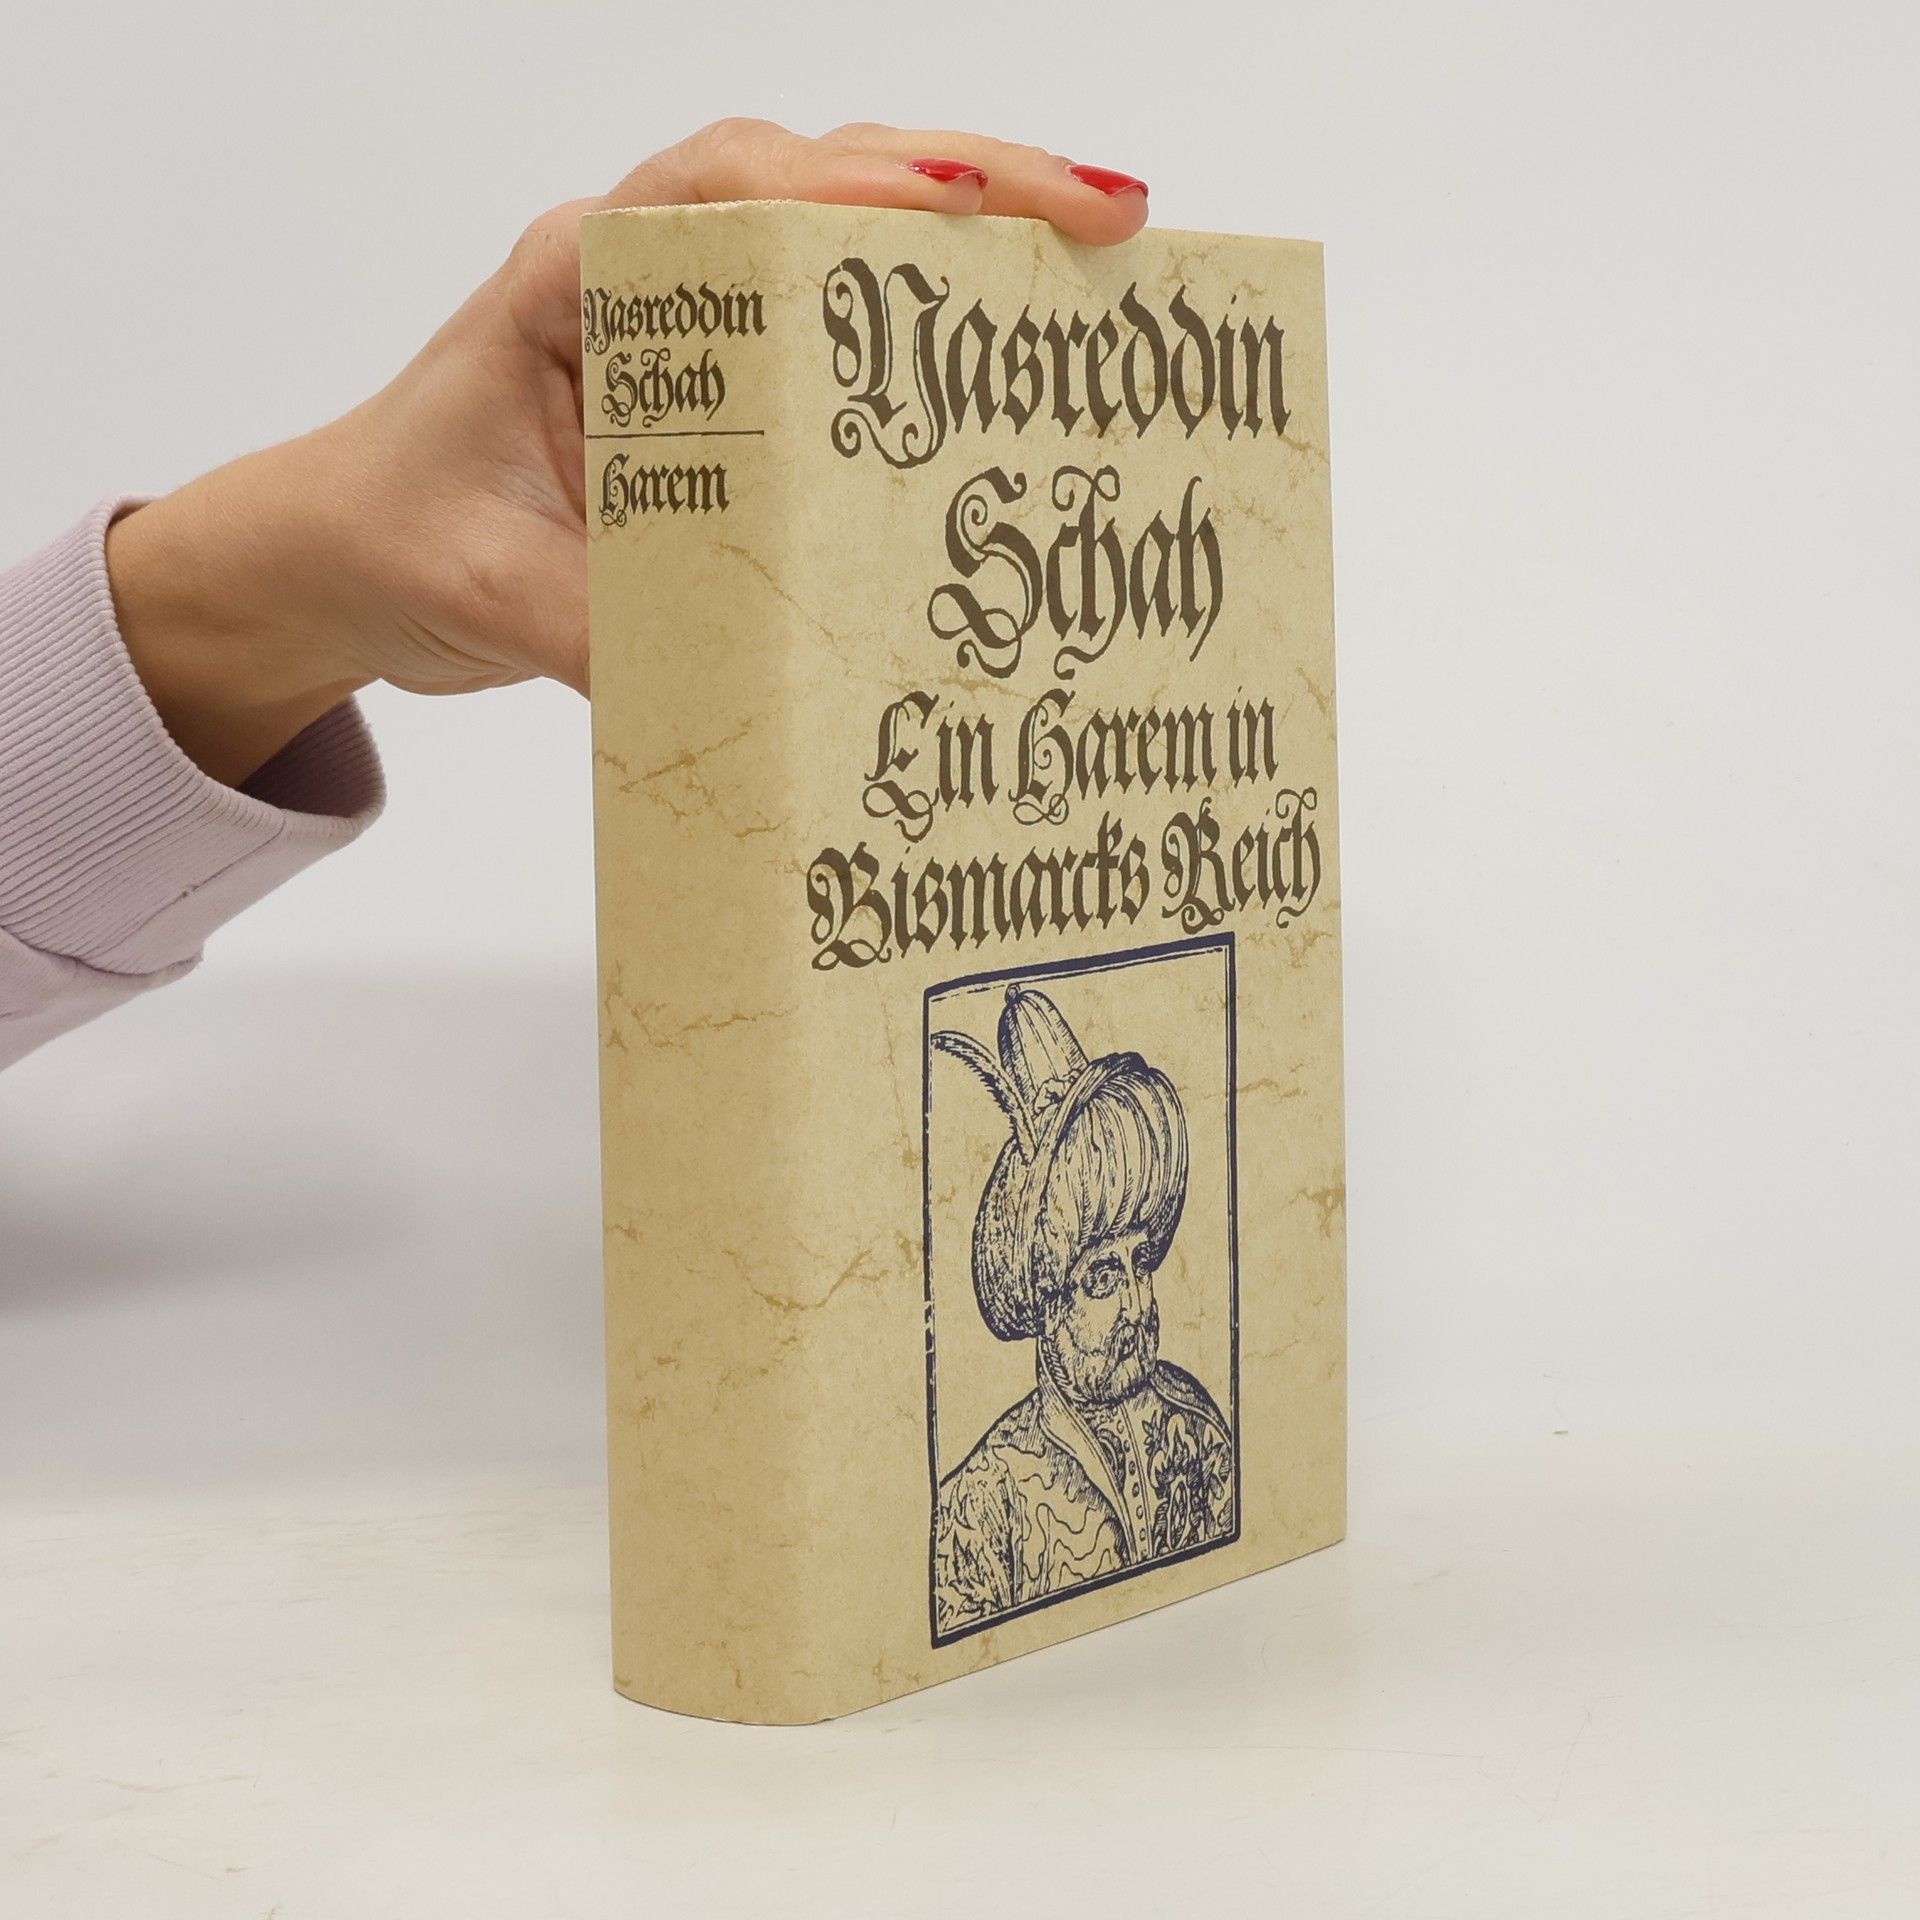 Nasreddin
Schah
Harem
Nasreddin
Schah
Ein Harem in
Bismarcks Reich